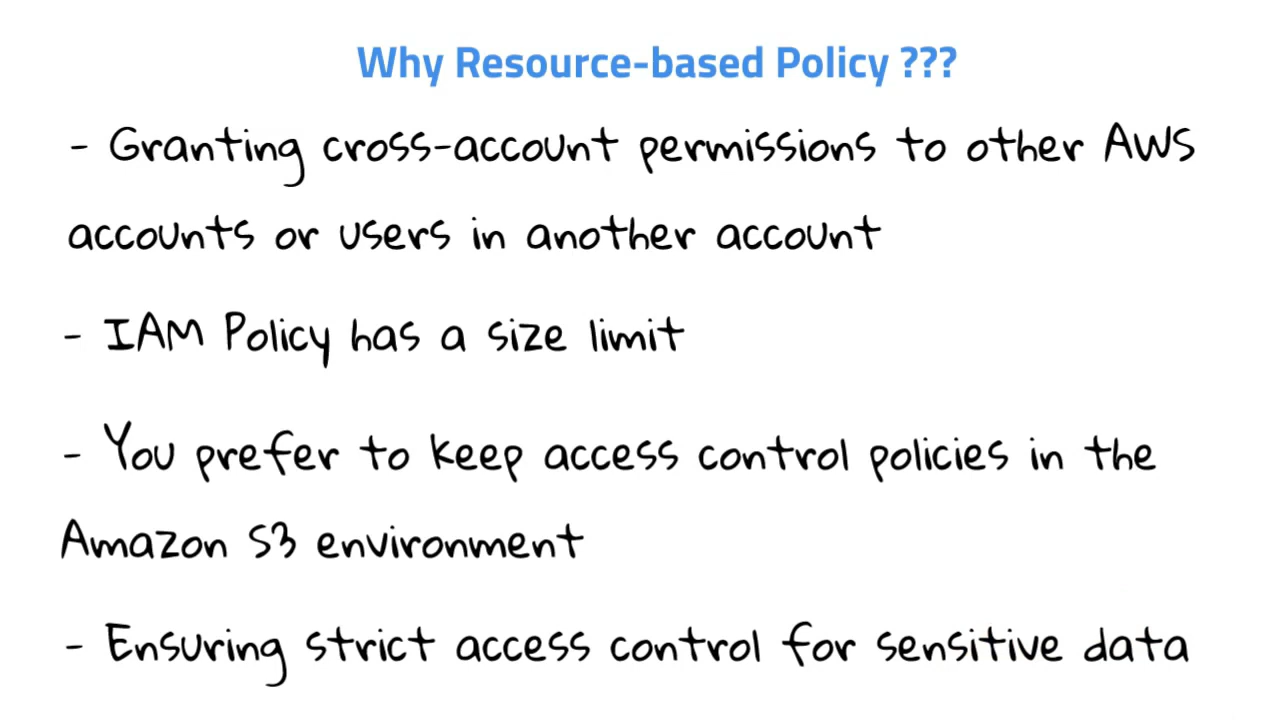 Why Resource-based Policy ???
- Granting cross-account permissions to other AWS
accounts or users in another account
- IAM Policy has a size limit
- You prefer to keep access control policies in the
Amazon S3 environment
- Ensuring strict access control for sensitive data